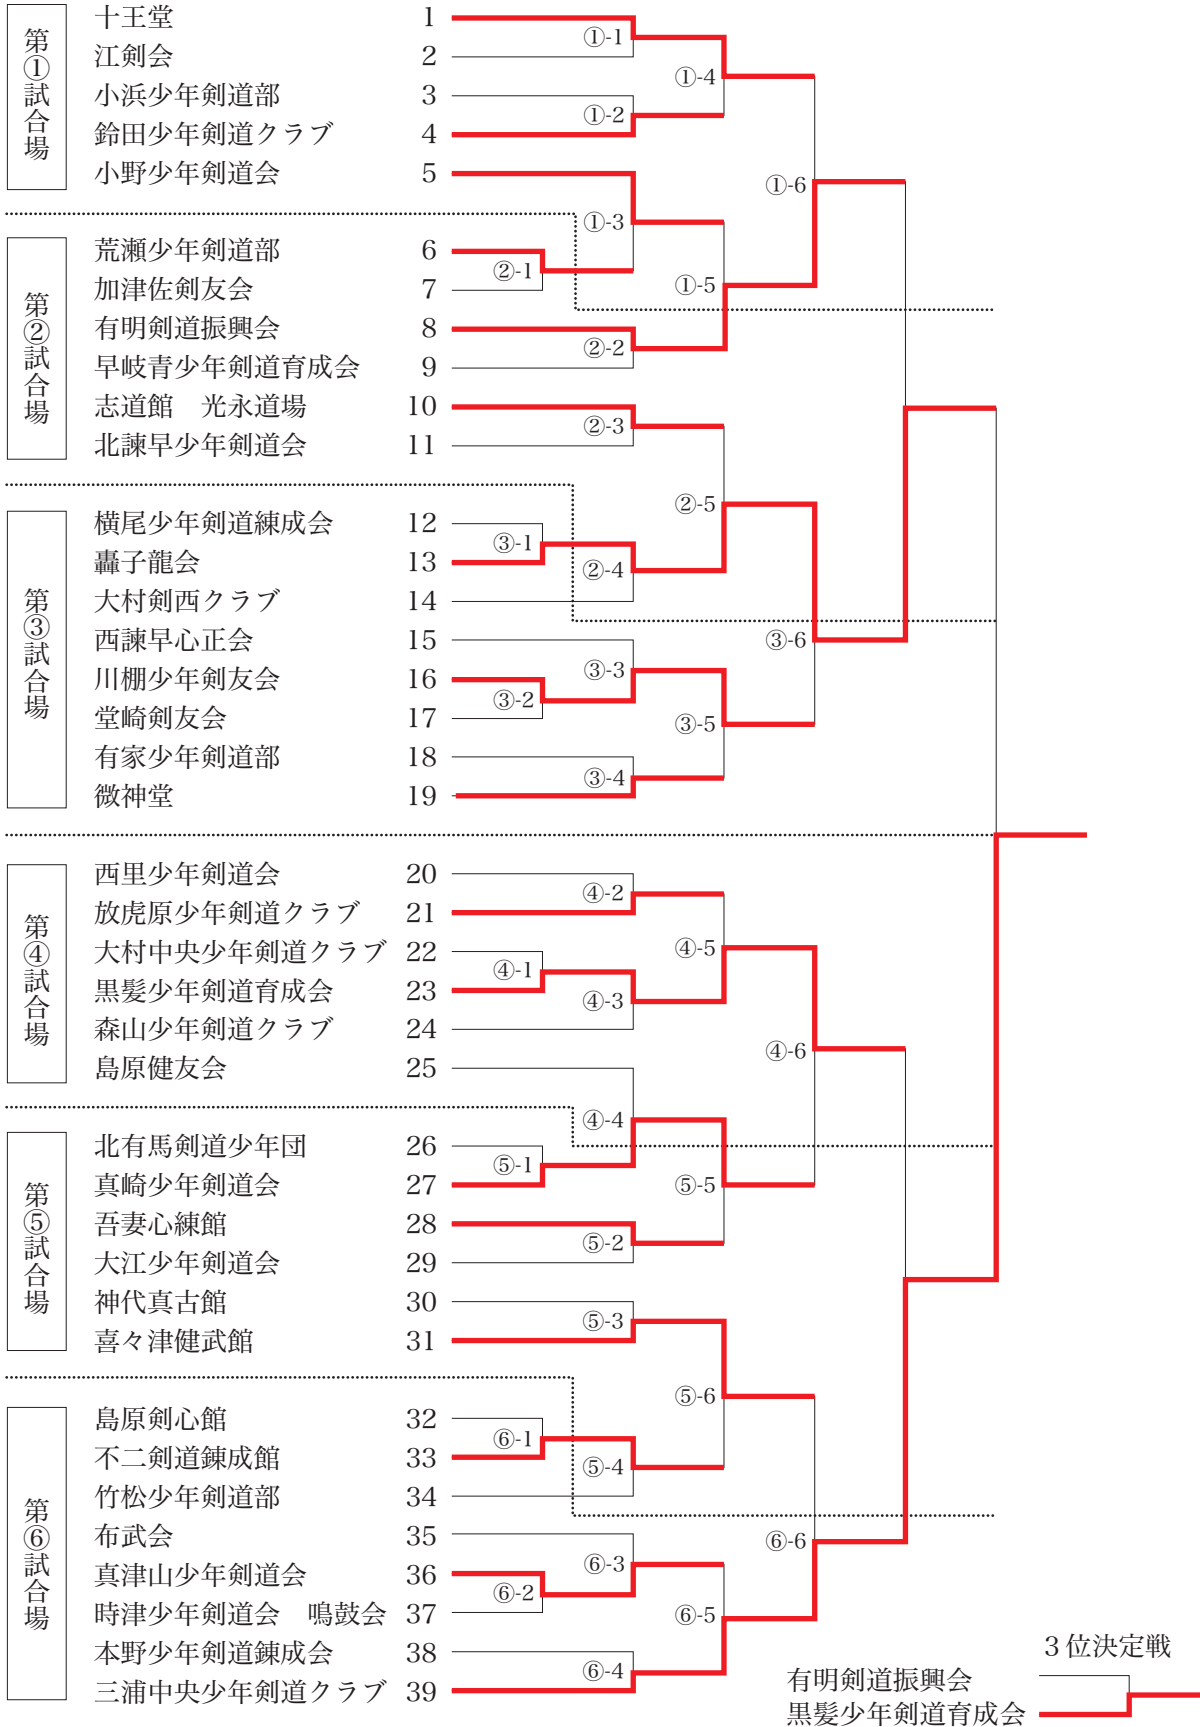 第①試合場
十王堂 1
江剣会 2
小浜少年剣道部 3
鈴田少年剣道クラブ 4
小野少年剣道会 5
①-1
①-2
①-3
①-4
①-5
①-6
第②試合場
荒瀬少年剣道部 6
加津佐剣友会 7
有明剣道振興会 8
早岐青少年剣道育成会 9
志道館　光永道場 10
北諫早少年剣道会 11
②-1
②-2
②-3
②-4
②-5
第③試合場
横尾少年剣道練成会 12
轟子龍会 13
大村剣西クラブ 14
西諫早心正会 15
川棚少年剣友会 16
堂崎剣友会 17
有家少年剣道部 18
微神堂 19
③-1
③-2
③-3
③-4
③-5
③-6
第④試合場
西里少年剣道会 20
放虎原少年剣道クラブ 21
大村中央少年剣道クラブ 22
黒髪少年剣道育成会 23
森山少年剣道クラブ 24
島原健友会 25
④-1
④-2
④-3
④-4
④-5
④-6
第⑤試合場
北有馬剣道少年団 26
真崎少年剣道会 27
吾妻心練館 28
大江少年剣道会 29
神代真古館 30
喜々津健武館 31
⑤-1
⑤-2
⑤-3
⑤-4
⑤-5
⑤-6
第⑥試合場
島原剣心館 32
不二剣道錬成館 33
竹松少年剣道部 34
布武会 35
真津山少年剣道会 36
時津少年剣道会　鳴鼓会 37
本野少年剣道錬成会 38
三浦中央少年剣道クラブ 39
⑥-1
⑥-2
⑥-3
⑥-4
⑥-5
⑥-6
３位決定戦
有明剣道振興会
黒髪少年剣道育成会